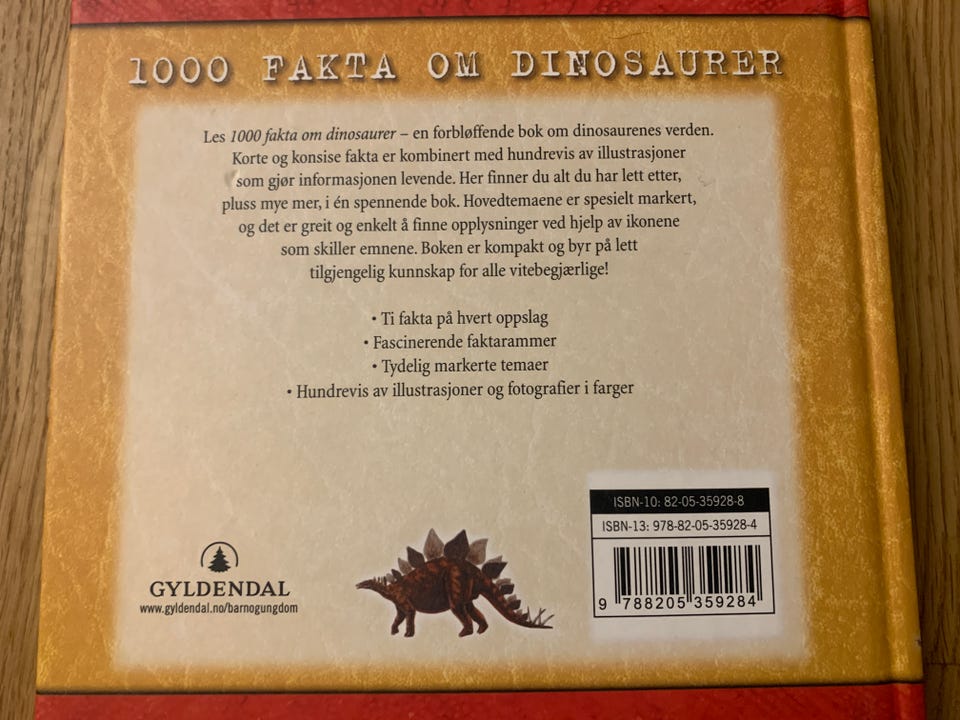 1000 FAKTA OM DINOSAURER
Les 1000 fakta om dinosaurer – en forbløffende bok om dinosaurenes verden.
Korte og konsise fakta er kombinert med hundrevis av illustrasjoner
som gjør informasjonen levende. Her finner du alt du har lett etter,
pluss mye mer, i én spennende bok. Hovedtemaene er spesielt markert,
og det er greit og enkelt å finne opplysninger ved hjelp av ikonene
som skiller emnene. Boken er kompakt og byr på lett
tilgjengelig kunnskap for alle vitebegjærlige!
• Ti fakta på hvert oppslag
• Fascinerende faktarammer
• Tydelig markerte temaer
• Hundrevis av illustrasjoner og fotografier i farger
GYLDENDAL
www.gyldendal.no/barnogungdom
ISBN-10: 82-05-35928-8
ISBN-13: 978-82-05-35928-4
9 788205 359284